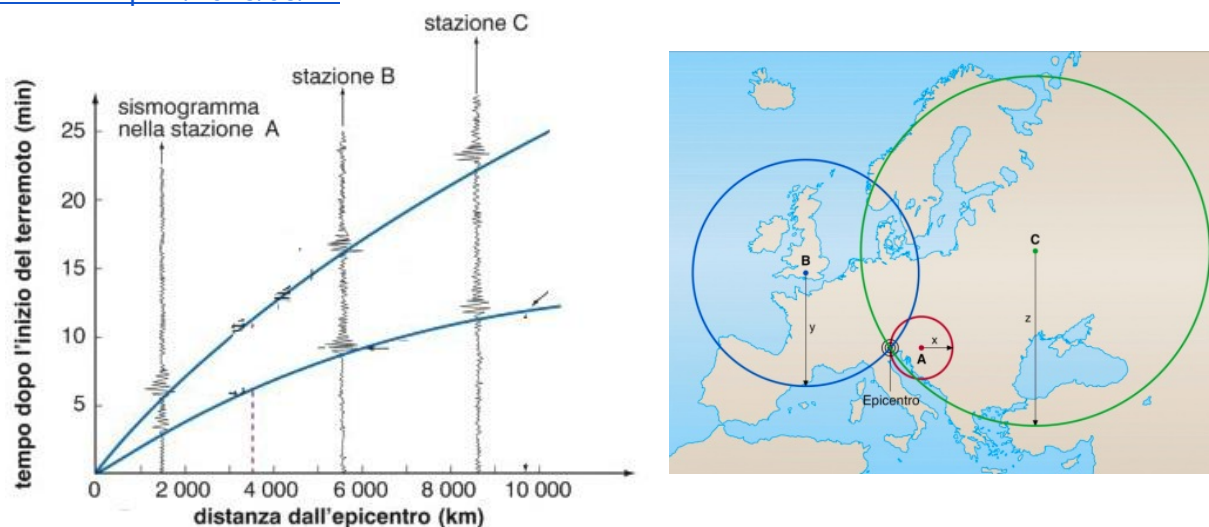 stazione C
stazione B
sismogramma
nella stazione A
tempo dopo l'inizio del terremoto (min)
25
20
15
10
5
0
2 000
4 000
6 000
8 000
10 000
distanza dall'epicentro (km)
B
y
C
z
A
x
Epicentro